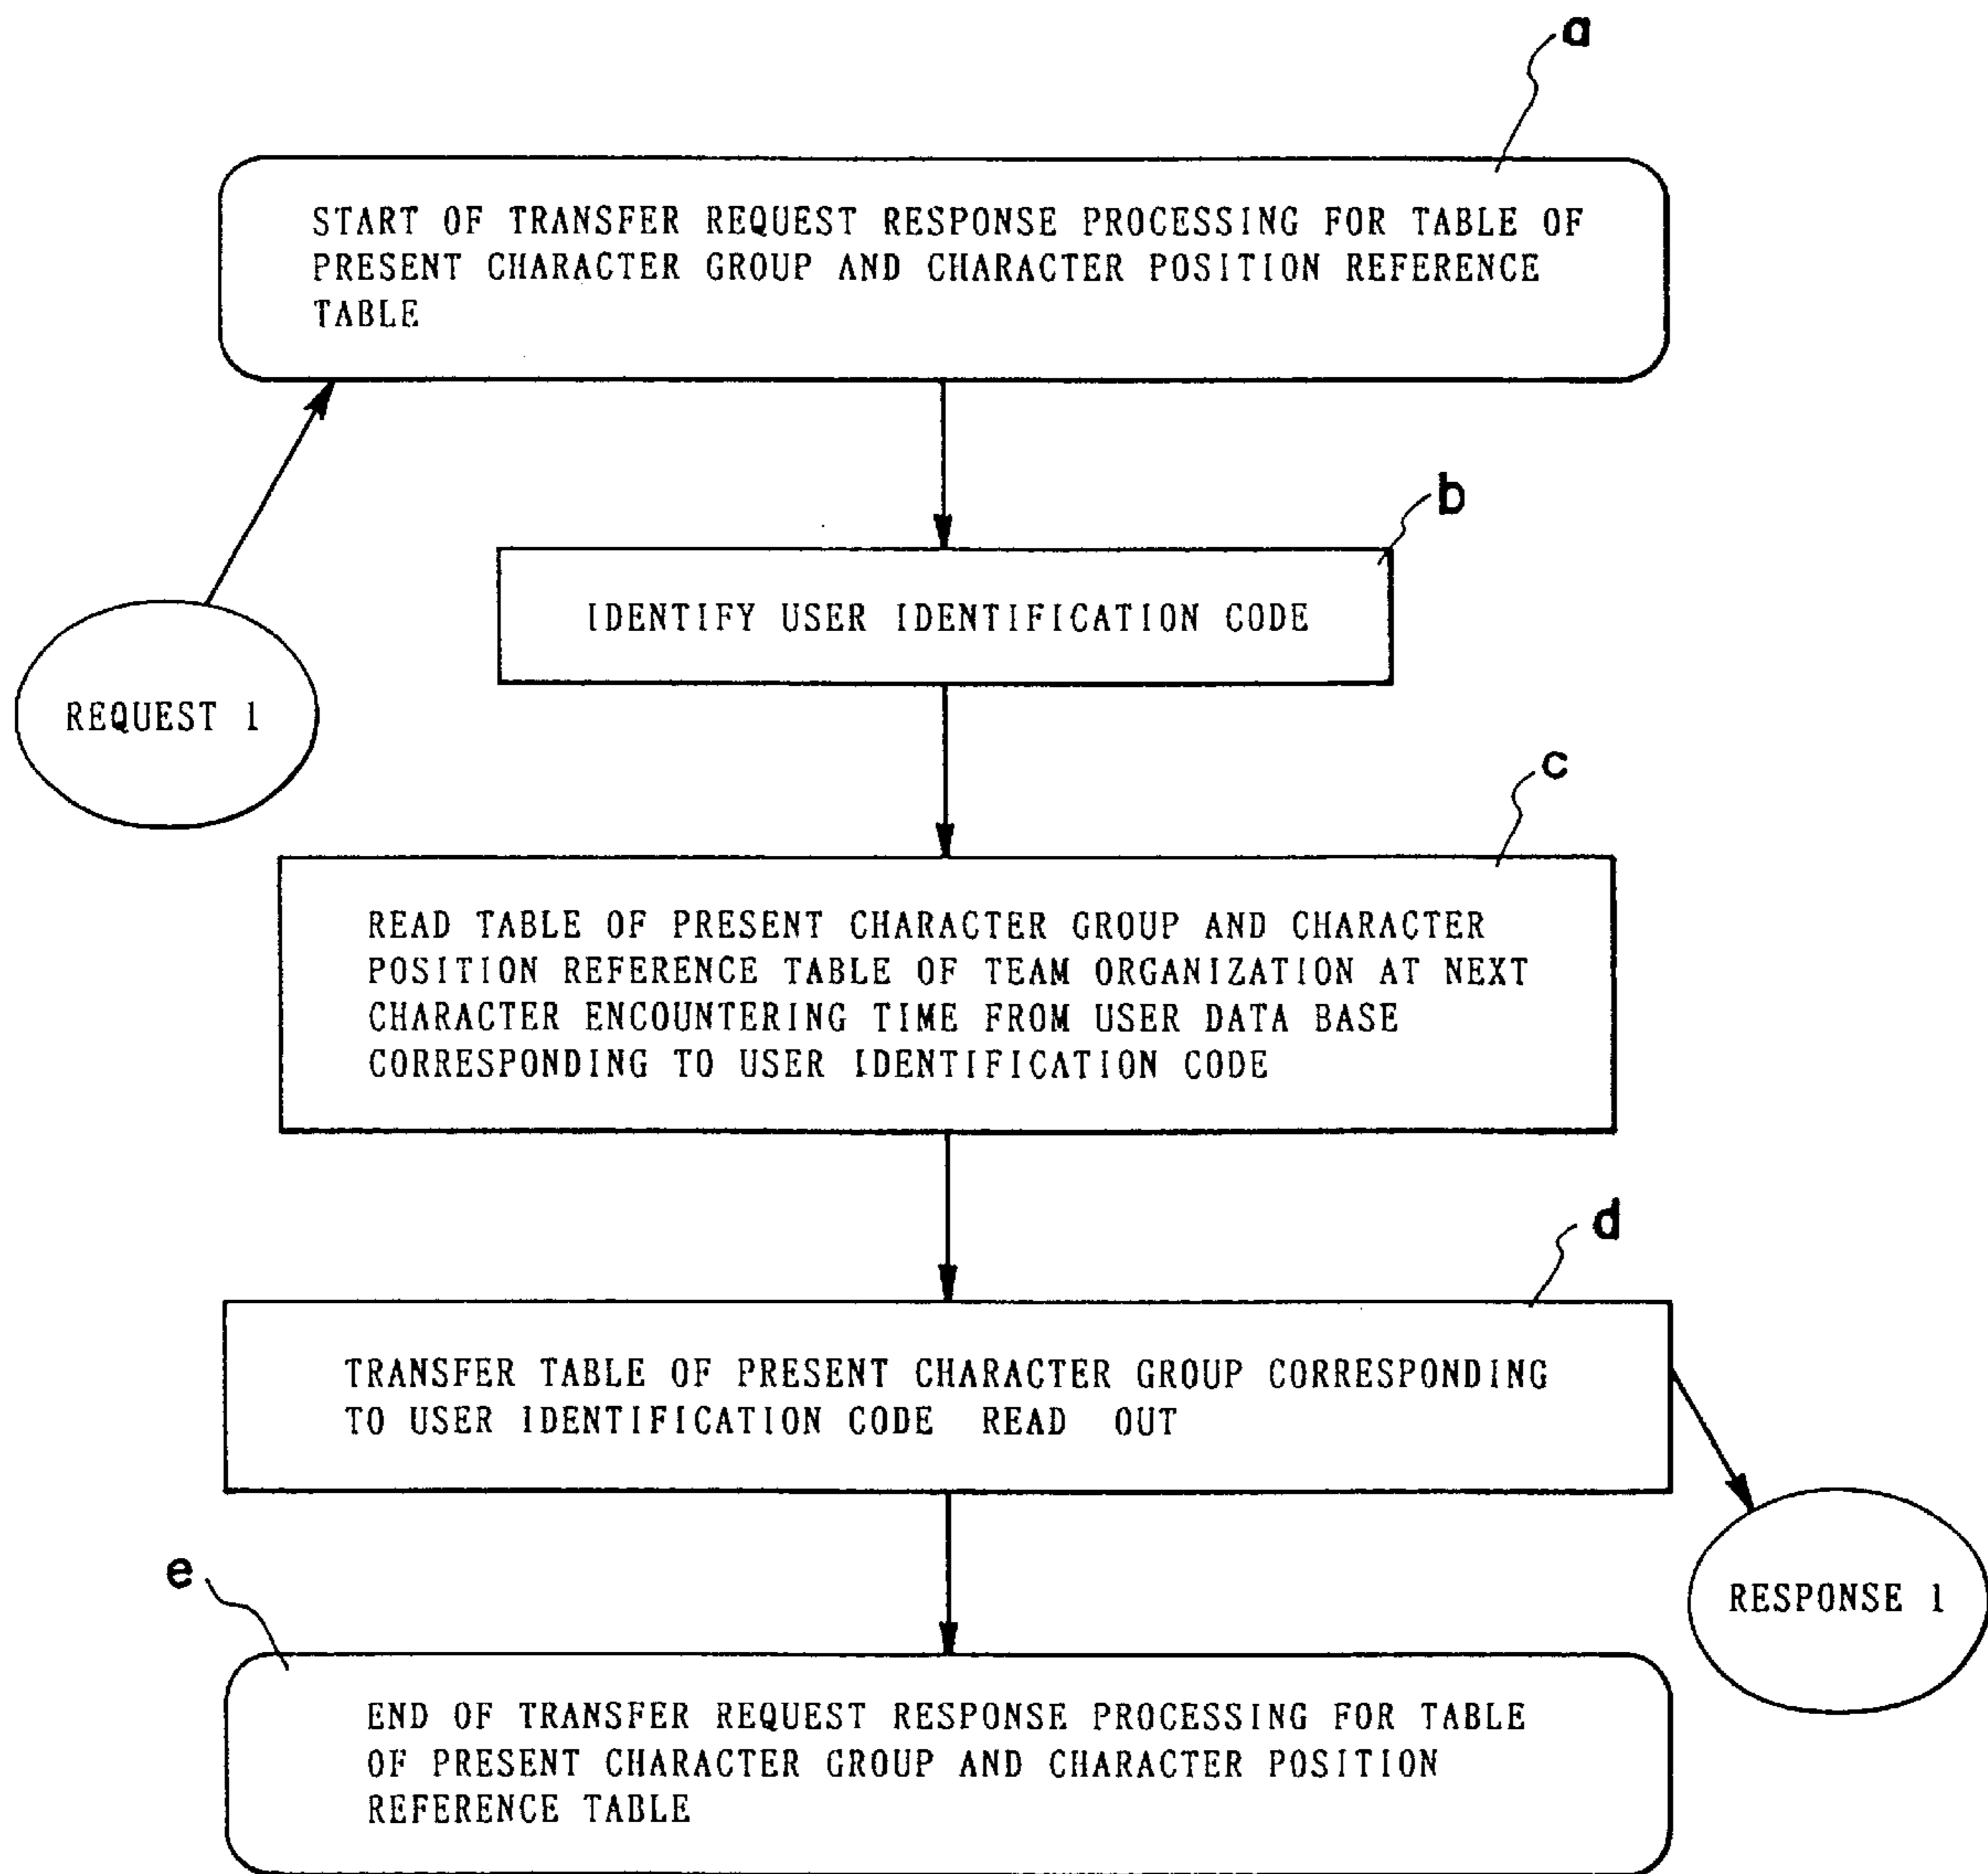 a
START OF TRANSFER REQUEST RESPONSE PROCESSING FOR TABLE OF
PRESENT CHARACTER GROUP AND CHARACTER POSITION REFERENCE
TABLE
b
IDENTIFY USER IDENTIFICATION CODE
REQUEST 1
c
READ TABLE OF PRESENT CHARACTER GROUP AND CHARACTER
POSITION REFERENCE TABLE OF TEAM ORGANIZATION AT NEXT
CHARACTER ENCOUNTERING TIME FROM USER DATA BASE
CORRESPONDING TO USER IDENTIFICATION CODE
d
TRANSFER TABLE OF PRESENT CHARACTER GROUP CORRESPONDING
TO USER IDENTIFICATION CODE READ OUT
RESPONSE 1
e
END OF TRANSFER REQUEST RESPONSE PROCESSING FOR TABLE
OF PRESENT CHARACTER GROUP AND CHARACTER POSITION
REFERENCE TABLE